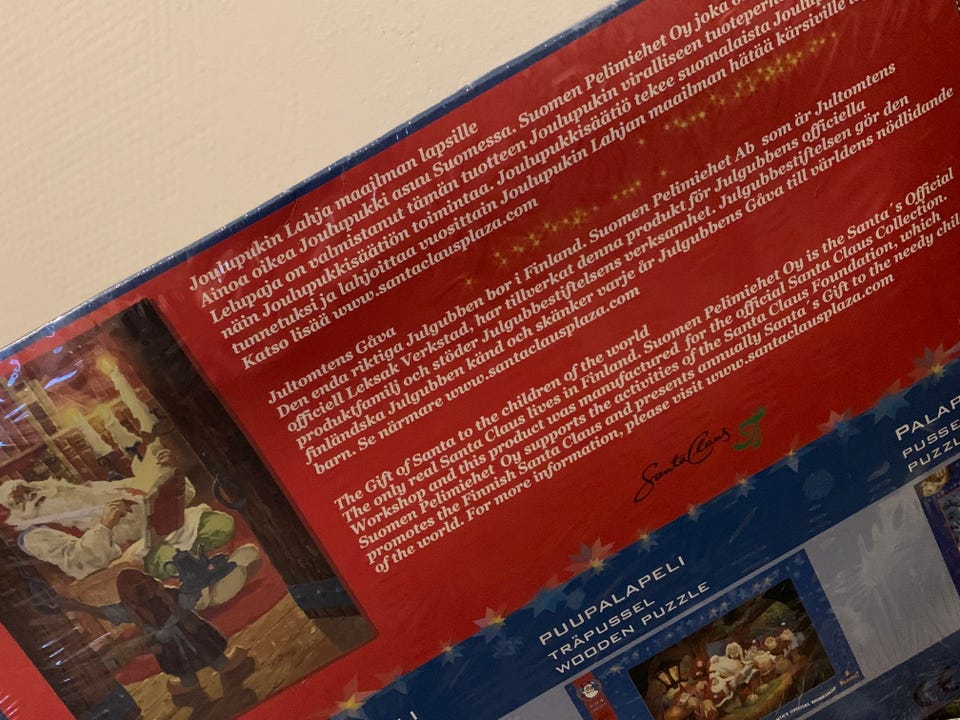 Joulupukin Lahja maailman lapsille
Ainoa oikea Joulupukki asuu Suomessa. Suomen Pelimiehet Oy joka o
Lelupaja on valmistanut tämän tuotteen Joulupukin viralliseen tuoteperh
näin Joulupukkisäätiön toimintaa. Joulupukkisäätiö tekee suomalaista Joulup
tunnetuksi ja lahjoittaa vuosittain Joulupukin Lahjan maailman hätää kärsiville
Katso lisää www.santaclausplaza.com
Jultomtens Gåva
Den enda riktiga Julgubben bor i Finland. Suomen Pelimiehet Ab som är Jultomtens
officiell Leksak Verkstad, har tillverkat denna produkt för Julgubbens officiella
produktfamilj och stöder Julgubbestiftelsens verksamhet. Julgubbestiftelsen gör den
finländska Julgubben känd och skänker varje år Julgubbens Gåva till världens nödlidande
barn. Se närmare www.santaclausplaza.com
The Gift of Santa to the children of the world
The only real Santa Claus lives in Finland. Suomen Pelimiehet Oy is the Santa´s Official
Workshop and this product was manufactured for the official Santa Claus Collection.
Suomen Pelimiehet Oy supports the activities of the Santa Claus Foundation, which
promotes the Finnish Santa Claus and presents annually Santa´s Gift to the needy chil
of the world. For more information, please visit www.santaclausplaza.com
Santa Claus
PALAP
PUSSE
PUZZL
PUUPALAPELI
TRÄPUSSEL
WOODEN PUZZLE
ELI